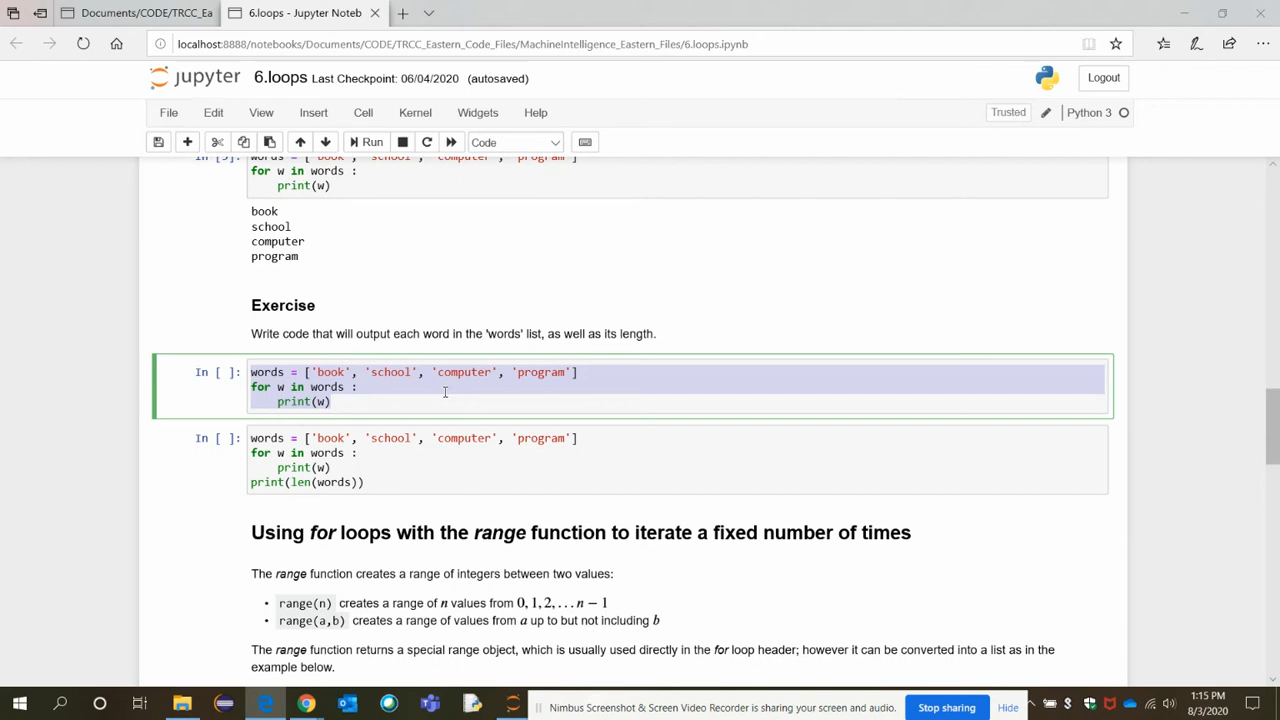 Documents/CODE/TRCC_Ea
6.loops - Jupyter Noteb
localhost:8888/notebooks/Documents/CODE/TRCC_Eastern_Code_Files/MachineIntelligence_Eastern_Files/6.loops.ipynb
jupyter 6.loops Last Checkpoint: 06/04/2020 (autosaved)
Logout
File Edit View Insert Cell Kernel Widgets Help
Trusted Python 3
Run Code
words = ['book', 'school', 'computer', 'program']
for w in words :
print(w)
book
school
computer
program
Exercise
Write code that will output each word in the 'words' list, as well as its length.
In [ ]: words = ['book', 'school', 'computer', 'program']
for w in words :
print(w)
In [ ]: words = ['book', 'school', 'computer', 'program']
for w in words :
print(w)
print(len(words))
Using for loops with the range function to iterate a fixed number of times
The range function creates a range of integers between two values:
• range(n) creates a range of n values from 0, 1, 2, … n − 1
• range(a,b) creates a range of values from a up to but not including b
The range function returns a special range object, which is usually used directly in the for loop header; however it can be converted into a list as in the
example below.
Nimbus Screenshot & Screen Video Recorder is sharing your screen and audio.
Stop sharing
Hide
1:15 PM
8/3/2020